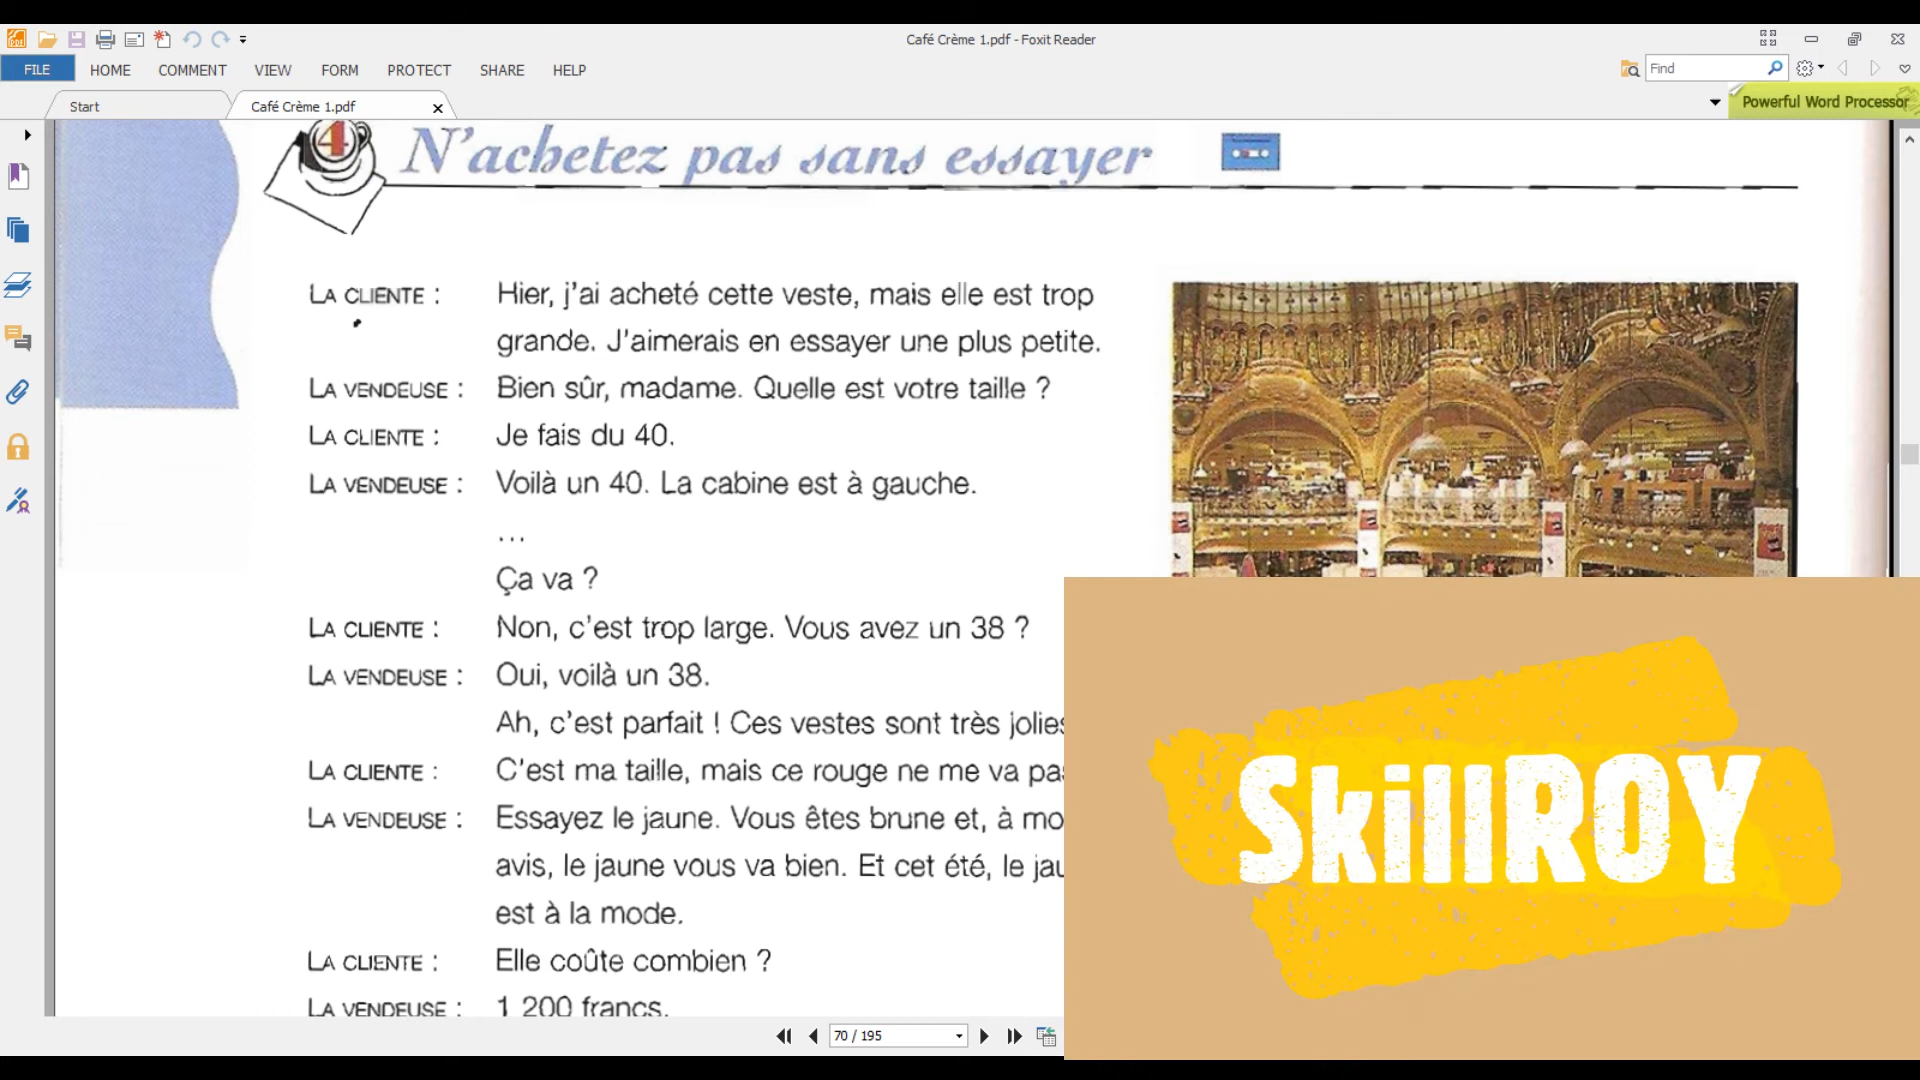 Café Crème 1.pdf - Foxit Reader
FILE HOME COMMENT VIEW FORM PROTECT SHARE HELP
Find
Start Café Crème 1.pdf
Powerful Word Processor
4 N'achetez pas sans essayer
LA CLIENTE : Hier, j'ai acheté cette veste, mais elle est trop
grande. J'aimerais en essayer une plus petite.
LA VENDEUSE : Bien sûr, madame. Quelle est votre taille ?
LA CLIENTE : Je fais du 40.
LA VENDEUSE : Voilà un 40. La cabine est à gauche.
...
Ça va ?
LA CLIENTE : Non, c'est trop large. Vous avez un 38 ?
LA VENDEUSE : Oui, voilà un 38.
Ah, c'est parfait ! Ces vestes sont très jolies
LA CLIENTE : C'est ma taille, mais ce rouge ne me va pas
LA VENDEUSE : Essayez le jaune. Vous êtes brune et, à mo
avis, le jaune vous va bien. Et cet été, le jau
est à la mode.
LA CLIENTE : Elle coûte combien ?
LA VENDEUSE : 1 200 francs.
SkillROY
70 / 195